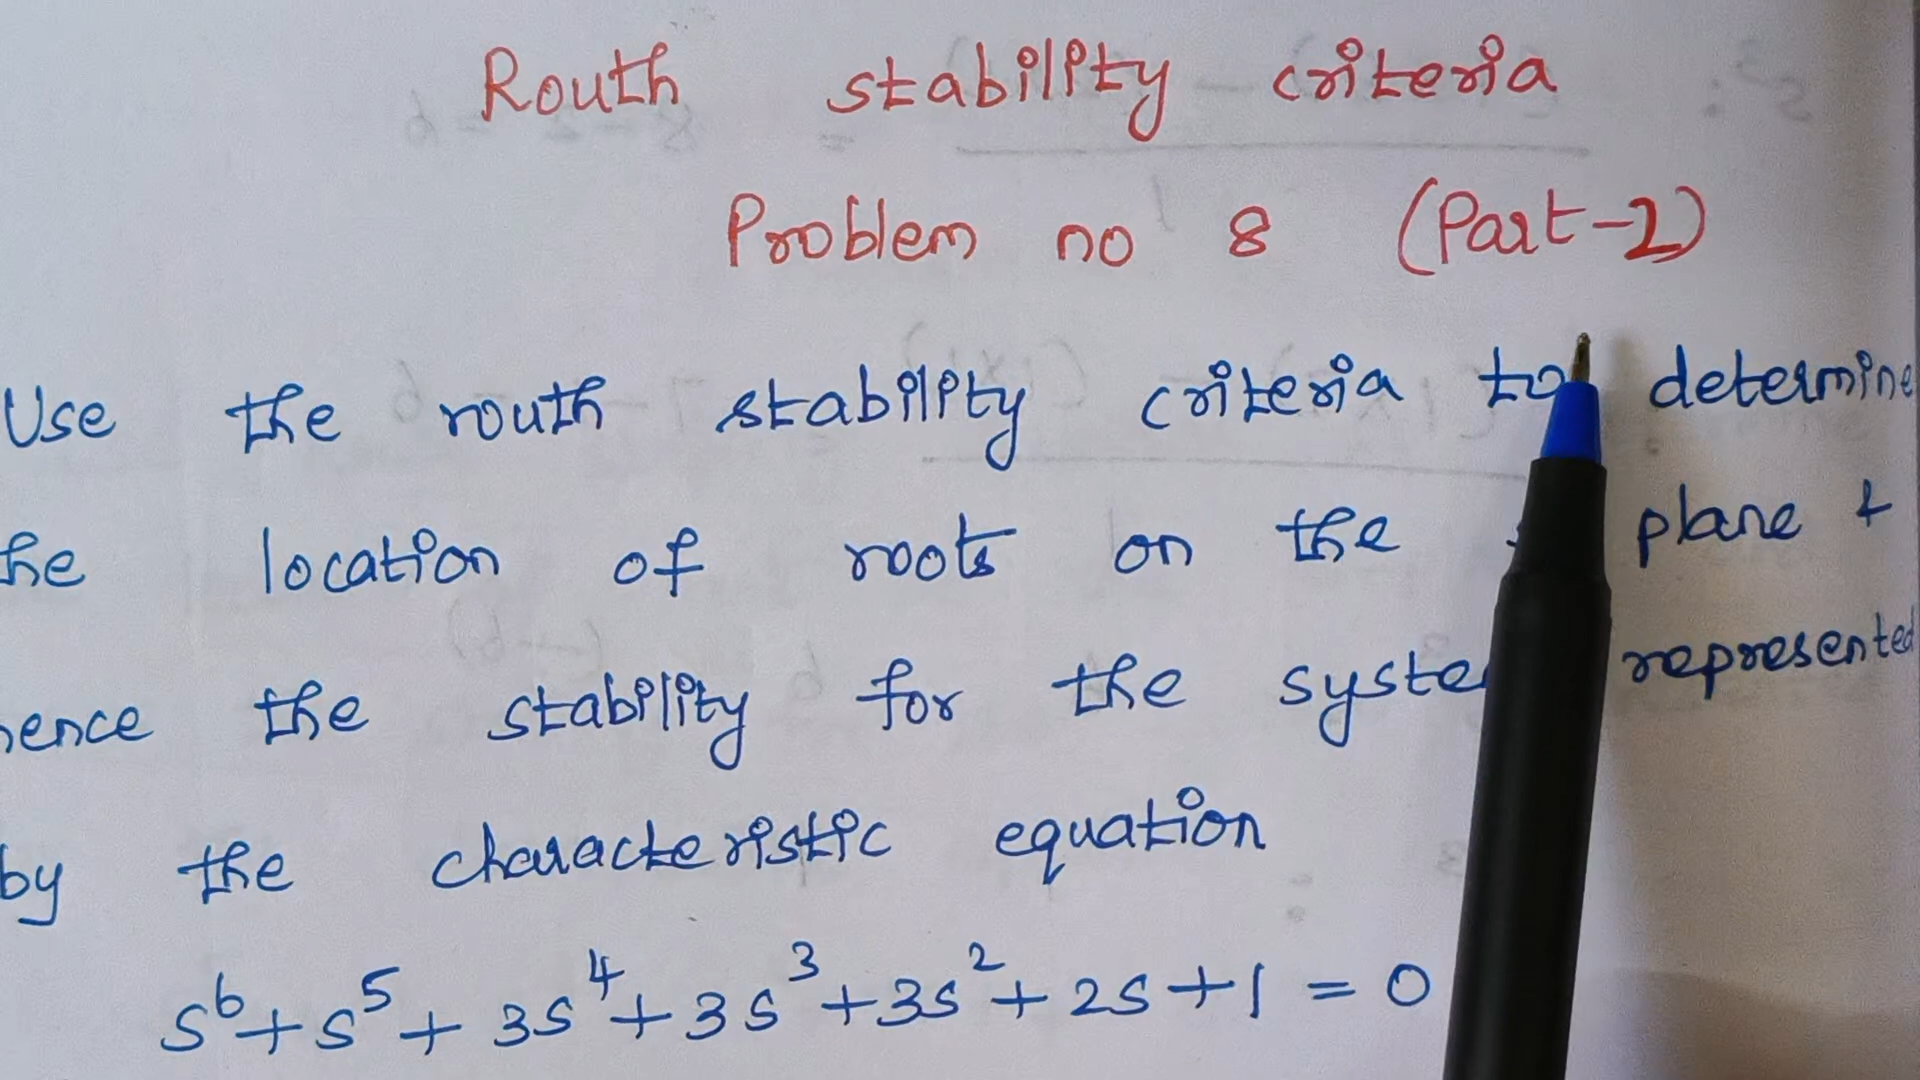 Routh stability criteria
Problem no 8 (Part-2)
Use the routh stability criteria to determine
he location of roots on the plane &
hence the stability for the system represented
by the characteristic equation
s⁶+s⁵+3s⁴+3s³+3s²+2s+1=0